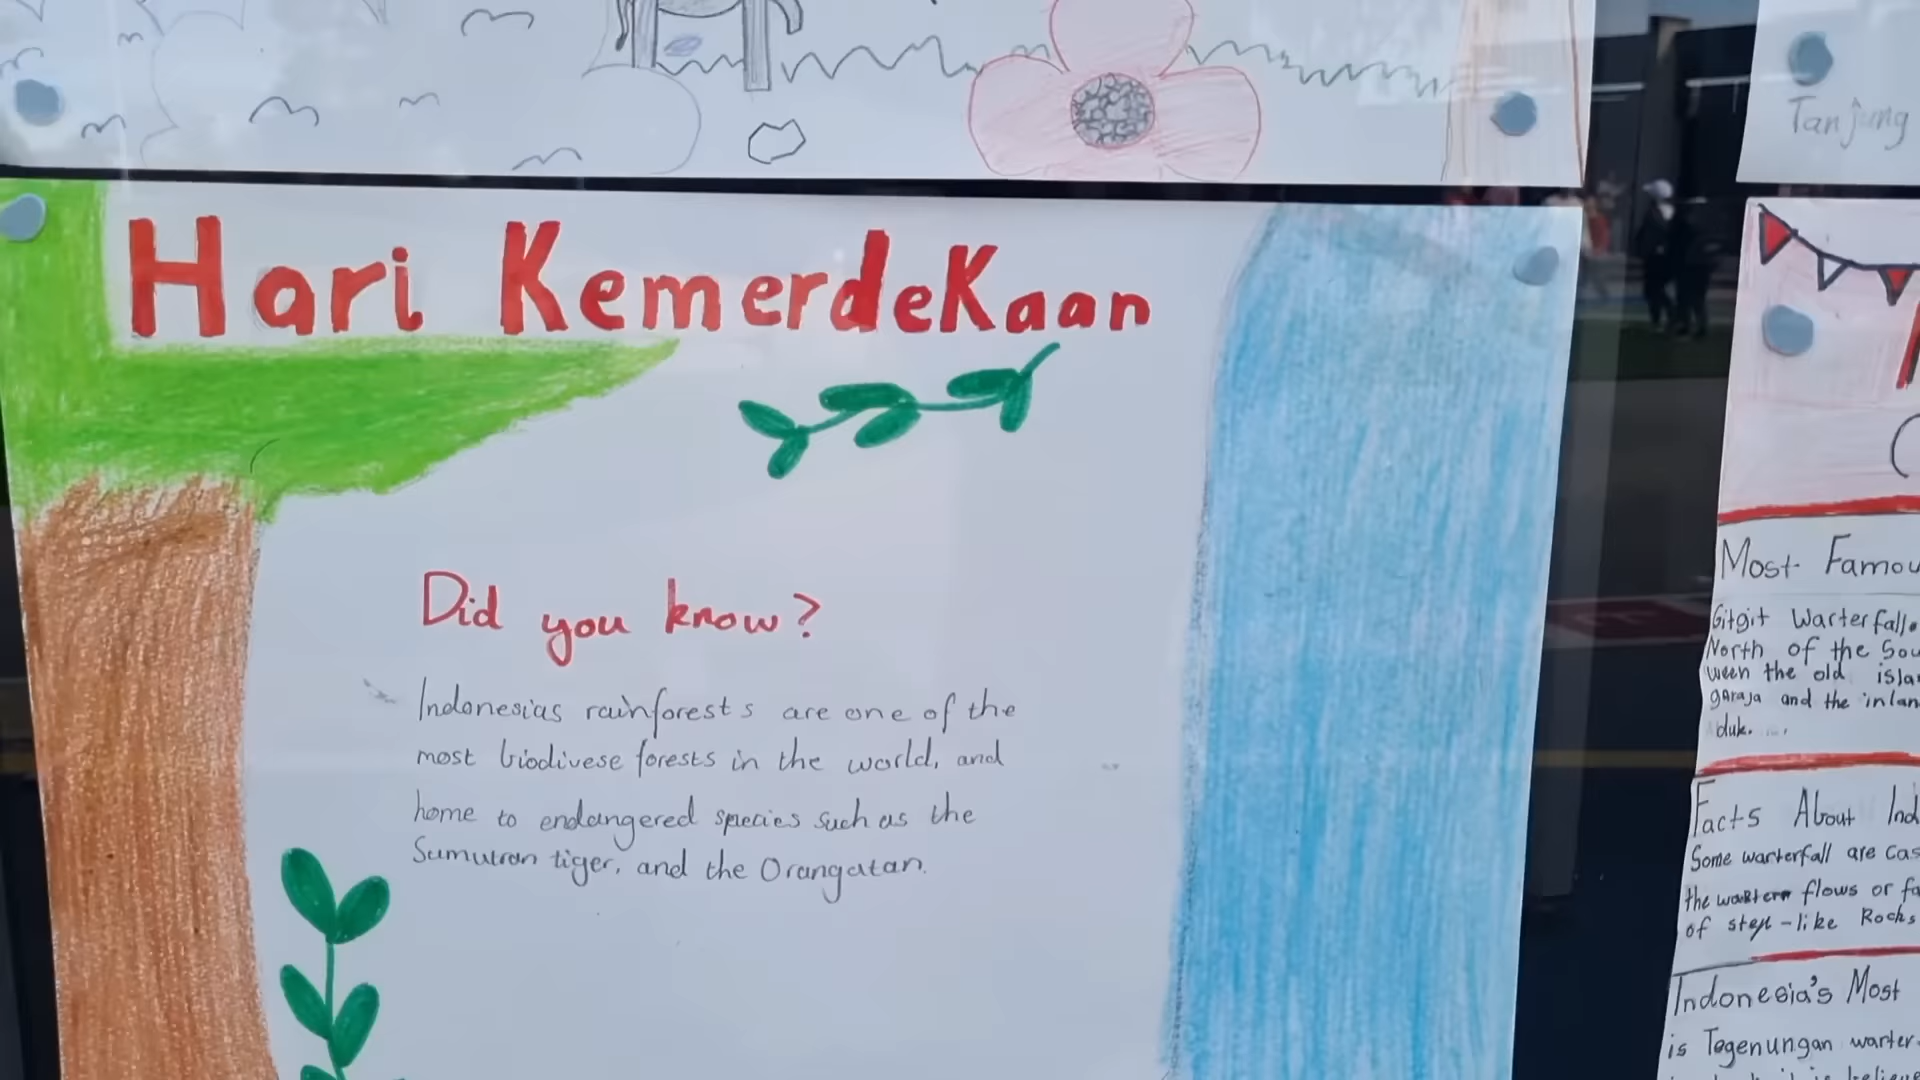 Hari KemerdeKaan
Did you know?
Indonesias rainforests are one of the
most biodivese forests in the world, and
home to endangered species such as the
Sumutran tiger, and the Orangatan.
Tanjung
Most Famou
Gitgit Warterfall
North of the Sou
ween the old islan
garaja and the inlan
duk.
Facts About Ind
Some warterfall are Cas
the flows or fa
of step-like Rocks
Indonesia's Most
is Tegenungan warter